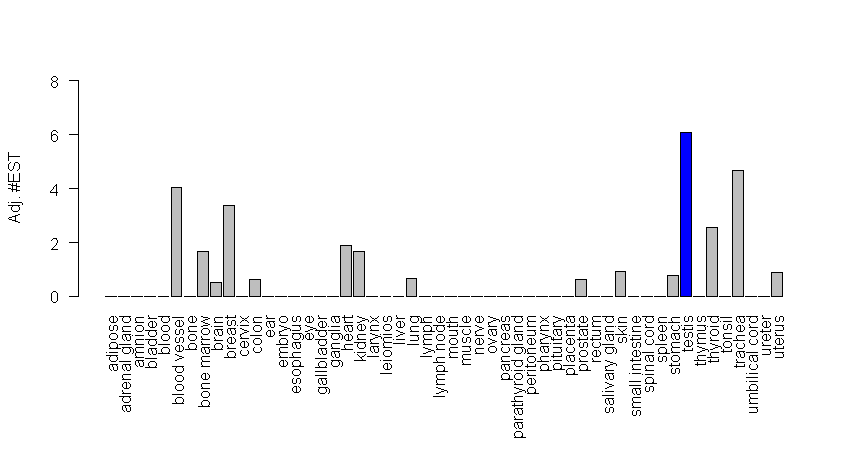 8
6
4
2
0
Adj. #EST
adipose
adrenal gland
amnion
bladder
blood
blood vessel
bone
bone marrow
brain
breast
cervix
colon
ear
embryo
esophagus
eye
gallbladder
ganglia
heart
kidney
larynx
leiomios
liver
lung
lymph
lymph node
mouth
muscle
nerve
ovary
pancreas
parathyroid gland
peritoneum
pharynx
pituitary
placenta
prostate
rectum
salivary gland
skin
small intestine
spinal cord
spleen
stomach
testis
thymus
thyroid
tonsil
trachea
umbilical cord
ureter
uterus